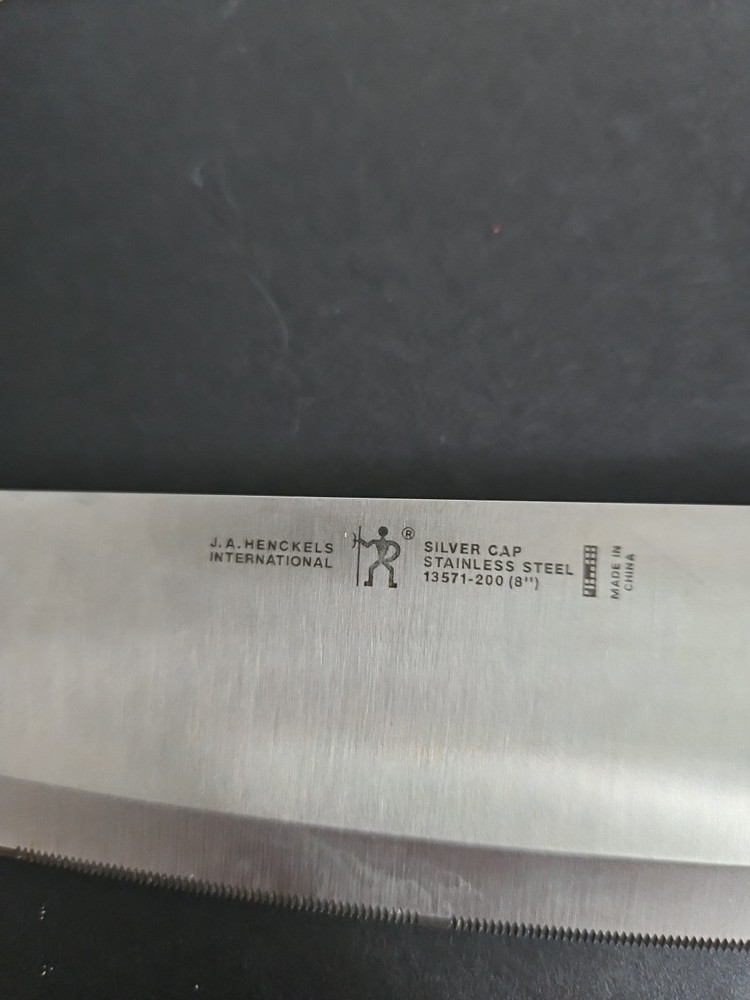 J.A.HENCKELS
INTERNATIONAL
®
SILVER CAP
STAINLESS STEEL
13571-200 (8")
MADE IN
CHINA